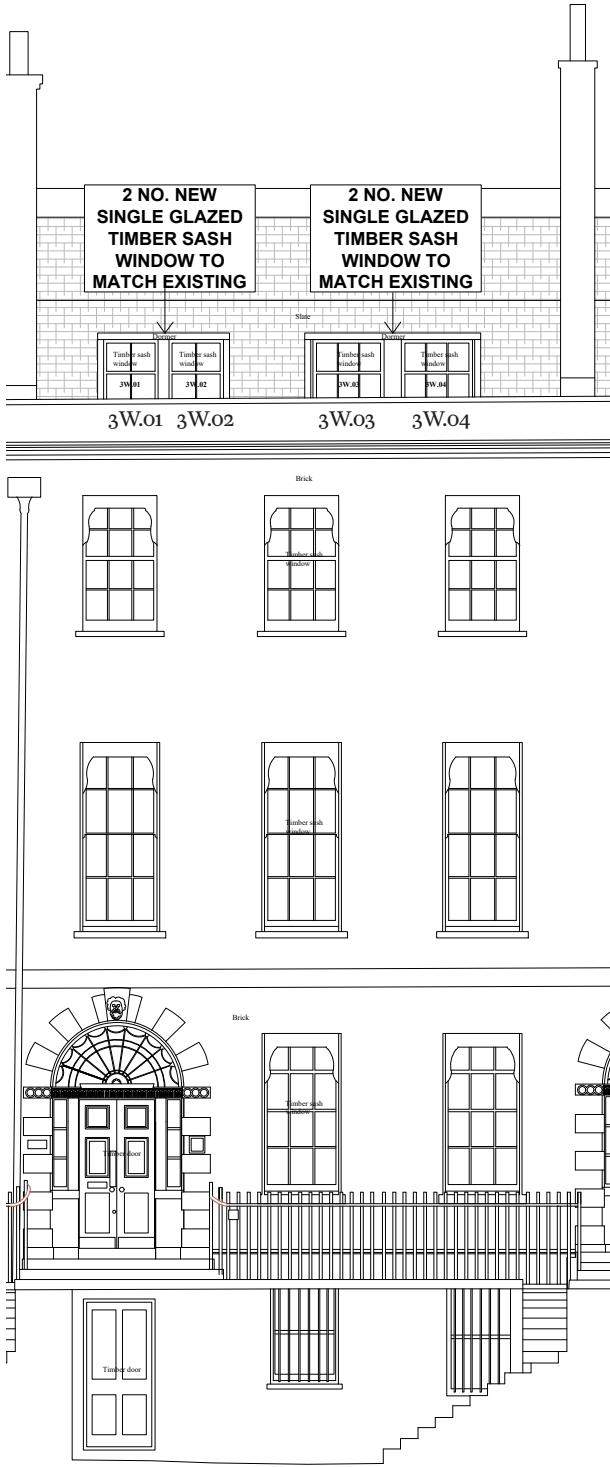 2 NO. NEW
SINGLE GLAZED
TIMBER SASH
WINDOW TO
MATCH EXISTING
2 NO. NEW
SINGLE GLAZED
TIMBER SASH
WINDOW TO
MATCH EXISTING
Slate
Dormer
Dormer
Timber sash
window
Timber sash
window
Timber sash
window
Timber sash
window
3W.01
3W.02
3W.03
3W.04
3W.01 3W.02
3W.03 3W.04
Brick
Timber sash
window
Timber sash
window
Brick
Timber sash
window
Timber door
Timber door